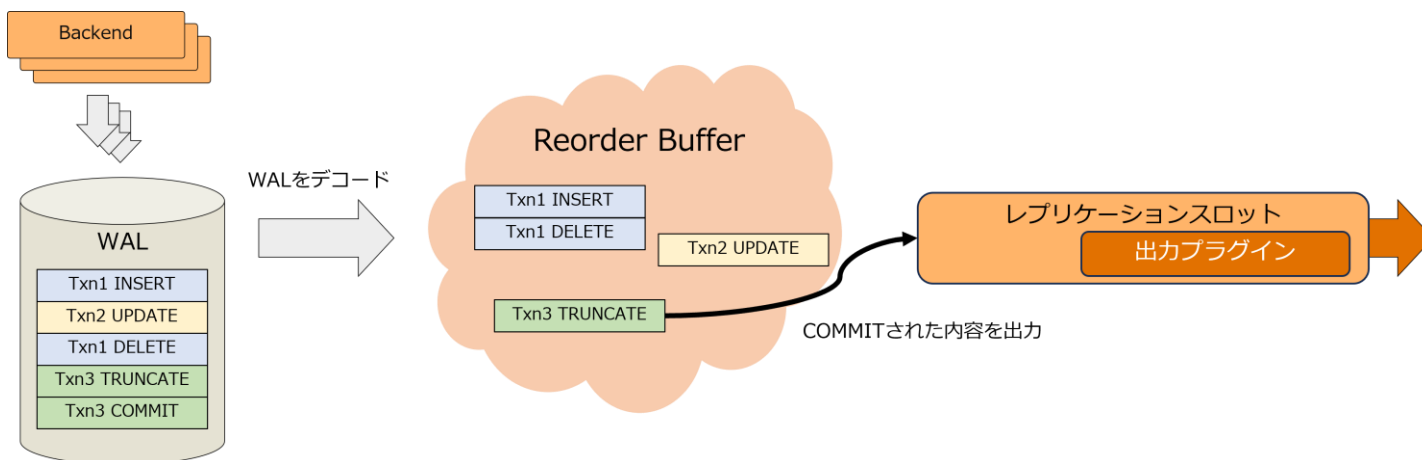 Backend
WAL
Txn1 INSERT
Txn2 UPDATE
Txn1 DELETE
Txn3 TRUNCATE
Txn3 COMMIT
WALをデコード
Reorder Buffer
Txn1 INSERT
Txn1 DELETE
Txn2 UPDATE
Txn3 TRUNCATE
COMMITされた内容を出力
レプリケーションスロット
出力プラグイン